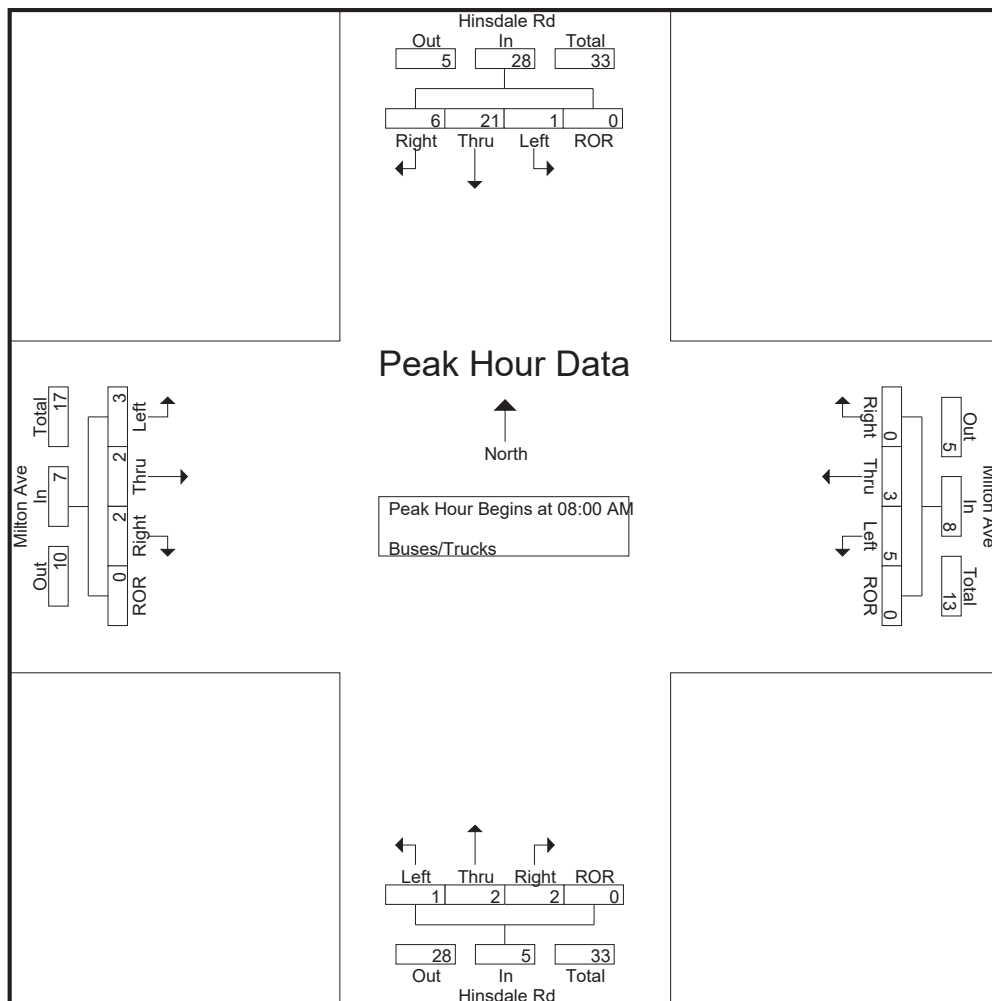 Hinsdale Rd
Out In Total
5 28 33
6 21 1 0
Right Thru Left ROR
Peak Hour Data
North
Peak Hour Begins at 08:00 AM
Buses/Trucks
Milton Ave
Total In Out
17 7 10
3 2 2 0
Left Thru Right ROR
Milton Ave
Out In Total
5 8 13
0 3 5 0
Right Thru Left ROR
Left Thru Right ROR
1 2 2 0
28 5 33
Out In Total
Hinsdale Rd